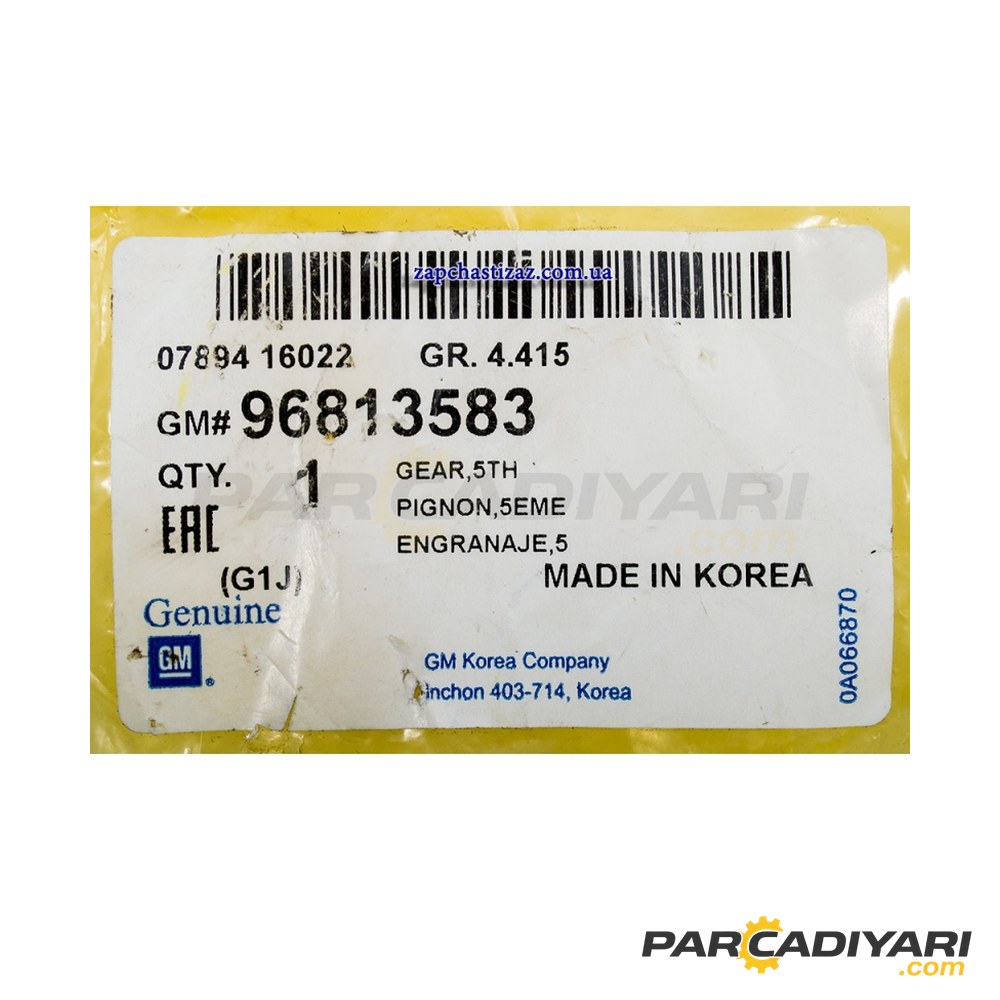 zapchastizaz.com.ua
07894 16022 GR. 4.415
GM# 96813583
QTY. 1 GEAR,5TH
PIGNON,5EME
EAC ENGRANAJE,5
(G1J) MADE IN KOREA
Genuine
GM ®
GM Korea Company
Inchon 403-714, Korea
0A066870
PARCADIYARI
.com
PARCADIYARI
.com